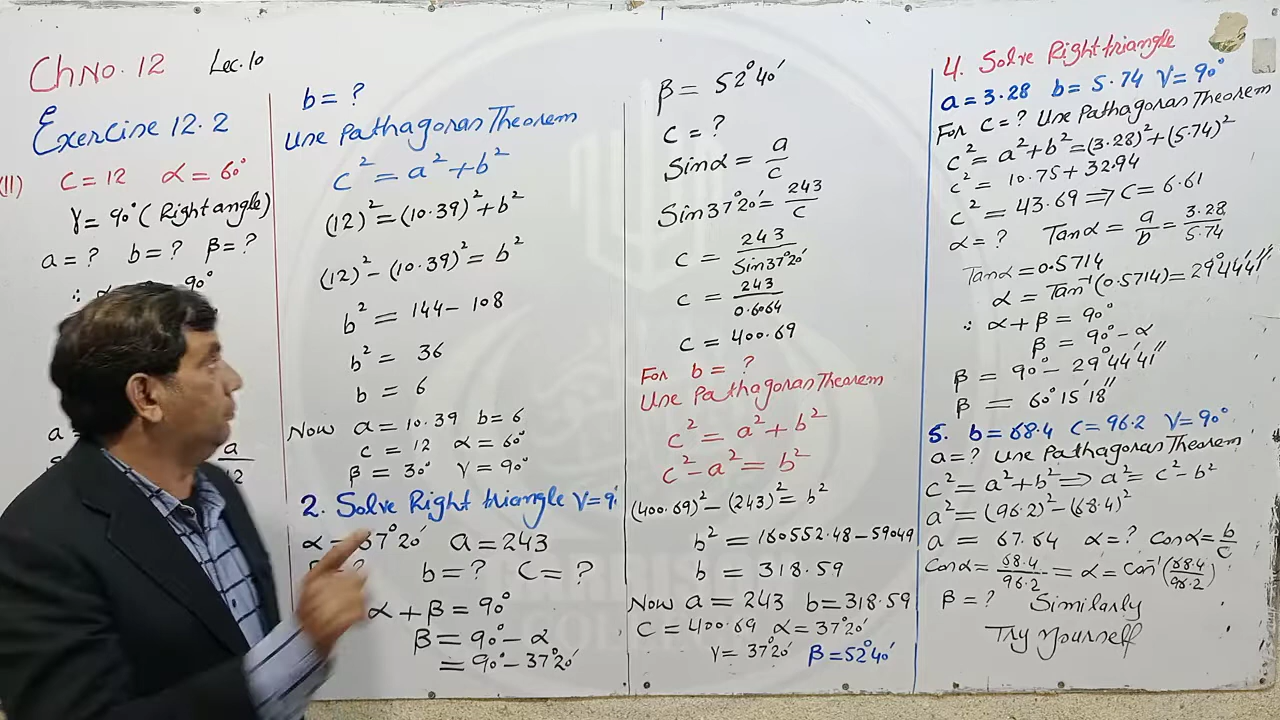 Ch No. 12 Lec. 10
Exercise 12.2
(II) C = 12 α = 60°
γ = 90° (Right angle)
a = ? b = ? β = ?
∴ 90°
a =
a
12
b = ?
Use Pathagoran Theorem
c² = a² + b²
(12)² = (10.39)² + b²
(12)² - (10.39)² = b²
b² = 144 - 108
b² = 36
b = 6
Now a = 10.39 b = 6
c = 12 α = 60°
β = 30° γ = 90°
2. Solve Right triangle γ = 9
α = 37°20′ a = 243
b = ? C = ?
α + β = 90°
β = 90° - α
= 90° - 37°20′
β = 52°40′
C = ?
Sinα = a/c
Sin 37°20′ = 243/C
C = 243/Sin37°20′
C = 243/0.6064
C = 400.69
For b = ?
Use Pathagoran Theorem
c² = a² + b²
c² - a² = b²
(400.69)² - (243)² = b²
b² = 160552.48 - 59049
b = 318.59
Now a = 243 b = 318.59
C = 400.69 α = 37°20′
γ = 37°20′ β = 52°40′
4. Solve Right triangle
a = 3.28 b = 5.74 γ = 90°
For C = ? Use Pathagoran Theorem
c² = a² + b² = (3.28)² + (5.74)²
c² = 10.75 + 32.94
c² = 43.69 ⇒ C = 6.61
α = ? Tanα = a/b = 3.28/5.74
Tanα = 0.5714
α = Tan⁻¹(0.5714) = 29°44′41″
∴ α + β = 90°
β = 90° - α
β = 90° - 29°44′41″
β = 60°15′18″
5. b = 68.4 C = 96.2 γ = 90°
a = ? Use Pathagoran Theorem
c² = a² + b² ⇒ a² = c² - b²
a² = (96.2)² - (68.4)²
a = 67.64 α = ? Cosα = b/c
Cosα = 68.4/96.2 = α = Cos⁻¹(68.4/96.2)
β = ? Similarly
Try Yourself